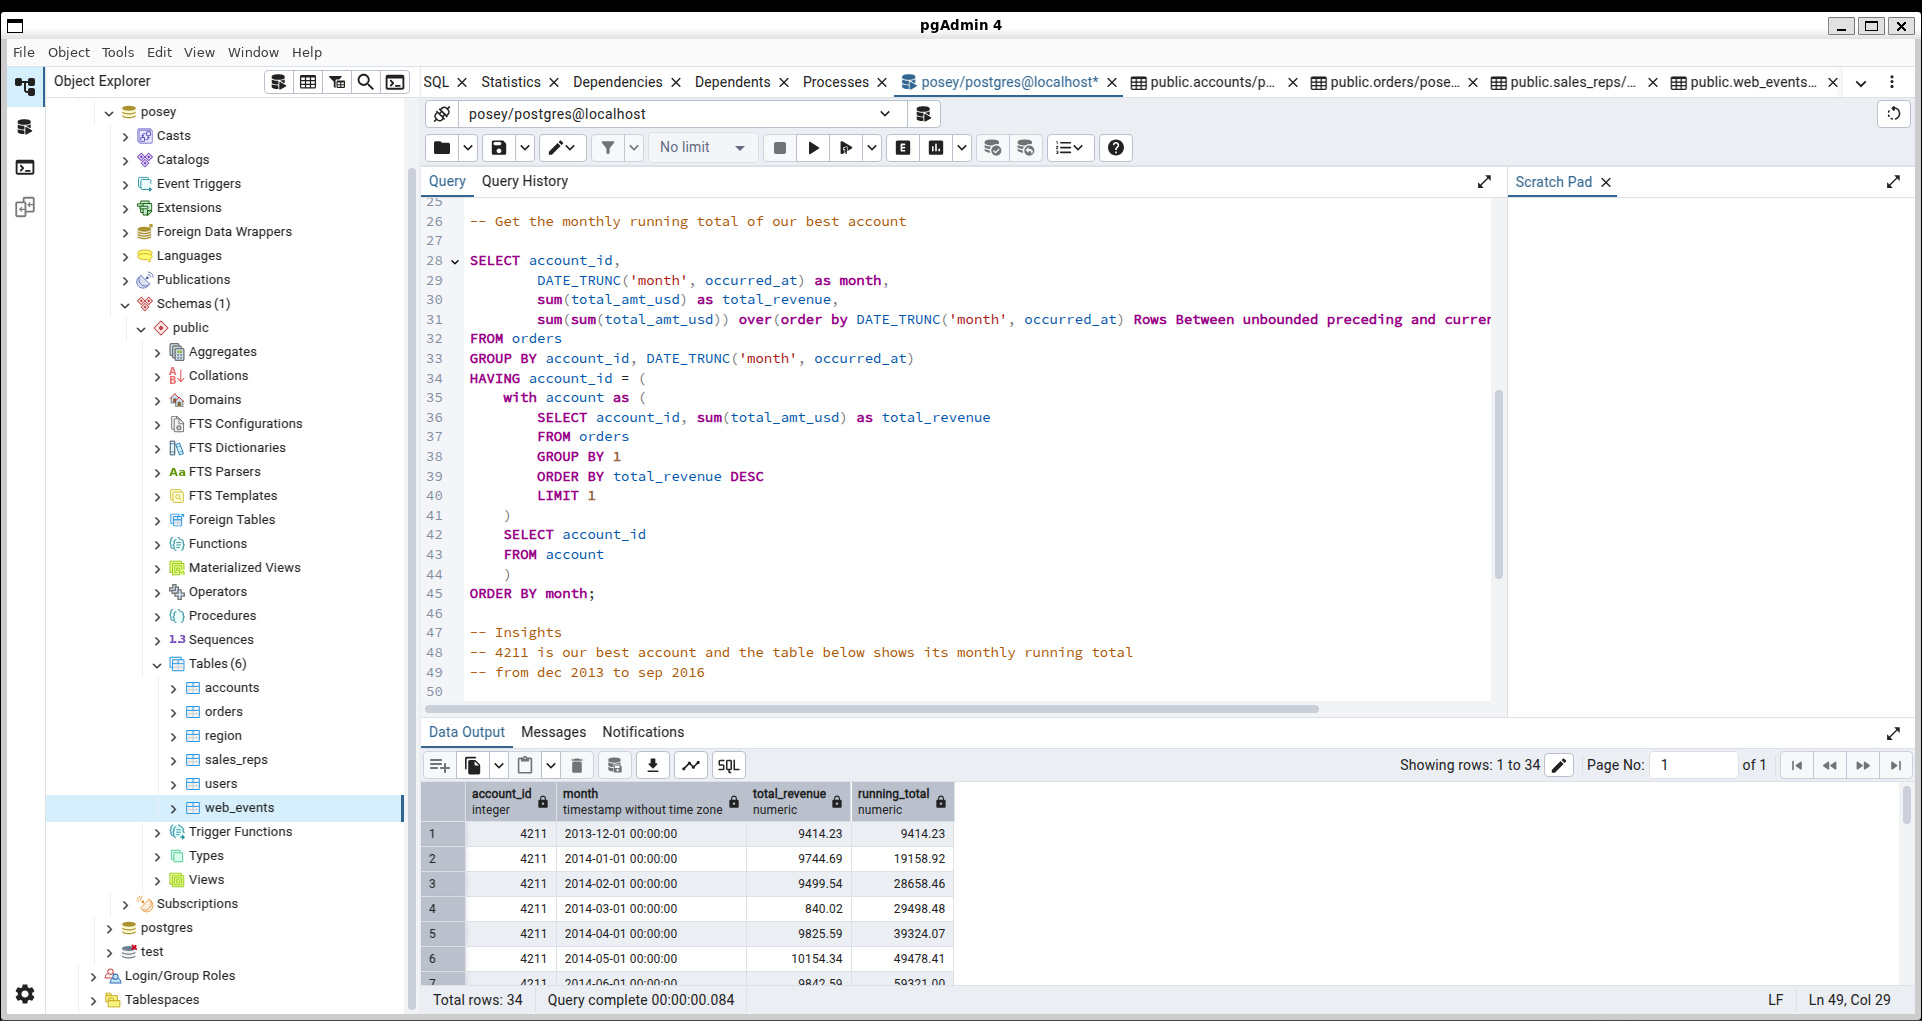 pgAdmin 4
File Object Tools Edit View Window Help
Object Explorer
SQL Statistics Dependencies Dependents Processes posey/postgres@localhost* public.accounts/p... public.orders/pose... public.sales_reps/... public.web_events...
posey/postgres@localhost
No limit
Query Query History
Scratch Pad
posey
Casts
Catalogs
Event Triggers
Extensions
Foreign Data Wrappers
Languages
Publications
Schemas (1)
public
Aggregates
Collations
Domains
FTS Configurations
FTS Dictionaries
Aa FTS Parsers
FTS Templates
Foreign Tables
Functions
Materialized Views
Operators
Procedures
1.3 Sequences
Tables (6)
accounts
orders
region
sales_reps
users
web_events
Trigger Functions
Types
Views
Subscriptions
postgres
test
Login/Group Roles
Tablespaces
25
26 -- Get the monthly running total of our best account
27
28 SELECT account_id,
29 DATE_TRUNC('month', occurred_at) as month,
30 sum(total_amt_usd) as total_revenue,
31 sum(sum(total_amt_usd)) over(order by DATE_TRUNC('month', occurred_at) Rows Between unbounded preceding and curren
32 FROM orders
33 GROUP BY account_id, DATE_TRUNC('month', occurred_at)
34 HAVING account_id = (
35 with account as (
36 SELECT account_id, sum(total_amt_usd) as total_revenue
37 FROM orders
38 GROUP BY 1
39 ORDER BY total_revenue DESC
40 LIMIT 1
41 )
42 SELECT account_id
43 FROM account
44 )
45 ORDER BY month;
46
47 -- Insights
48 -- 4211 is our best account and the table below shows its monthly running total
49 -- from dec 2013 to sep 2016
50
Data Output Messages Notifications
SQL
Showing rows: 1 to 34 Page No: 1 of 1
account_id month total_revenue running_total
integer timestamp without time zone numeric numeric
1 4211 2013-12-01 00:00:00 9414.23 9414.23
2 4211 2014-01-01 00:00:00 9744.69 19158.92
3 4211 2014-02-01 00:00:00 9499.54 28658.46
4 4211 2014-03-01 00:00:00 840.02 29498.48
5 4211 2014-04-01 00:00:00 9825.59 39324.07
6 4211 2014-05-01 00:00:00 10154.34 49478.41
7 4211 2014-06-01 00:00:00 9842.59 59321.00
Total rows: 34 Query complete 00:00:00.084 LF Ln 49, Col 29